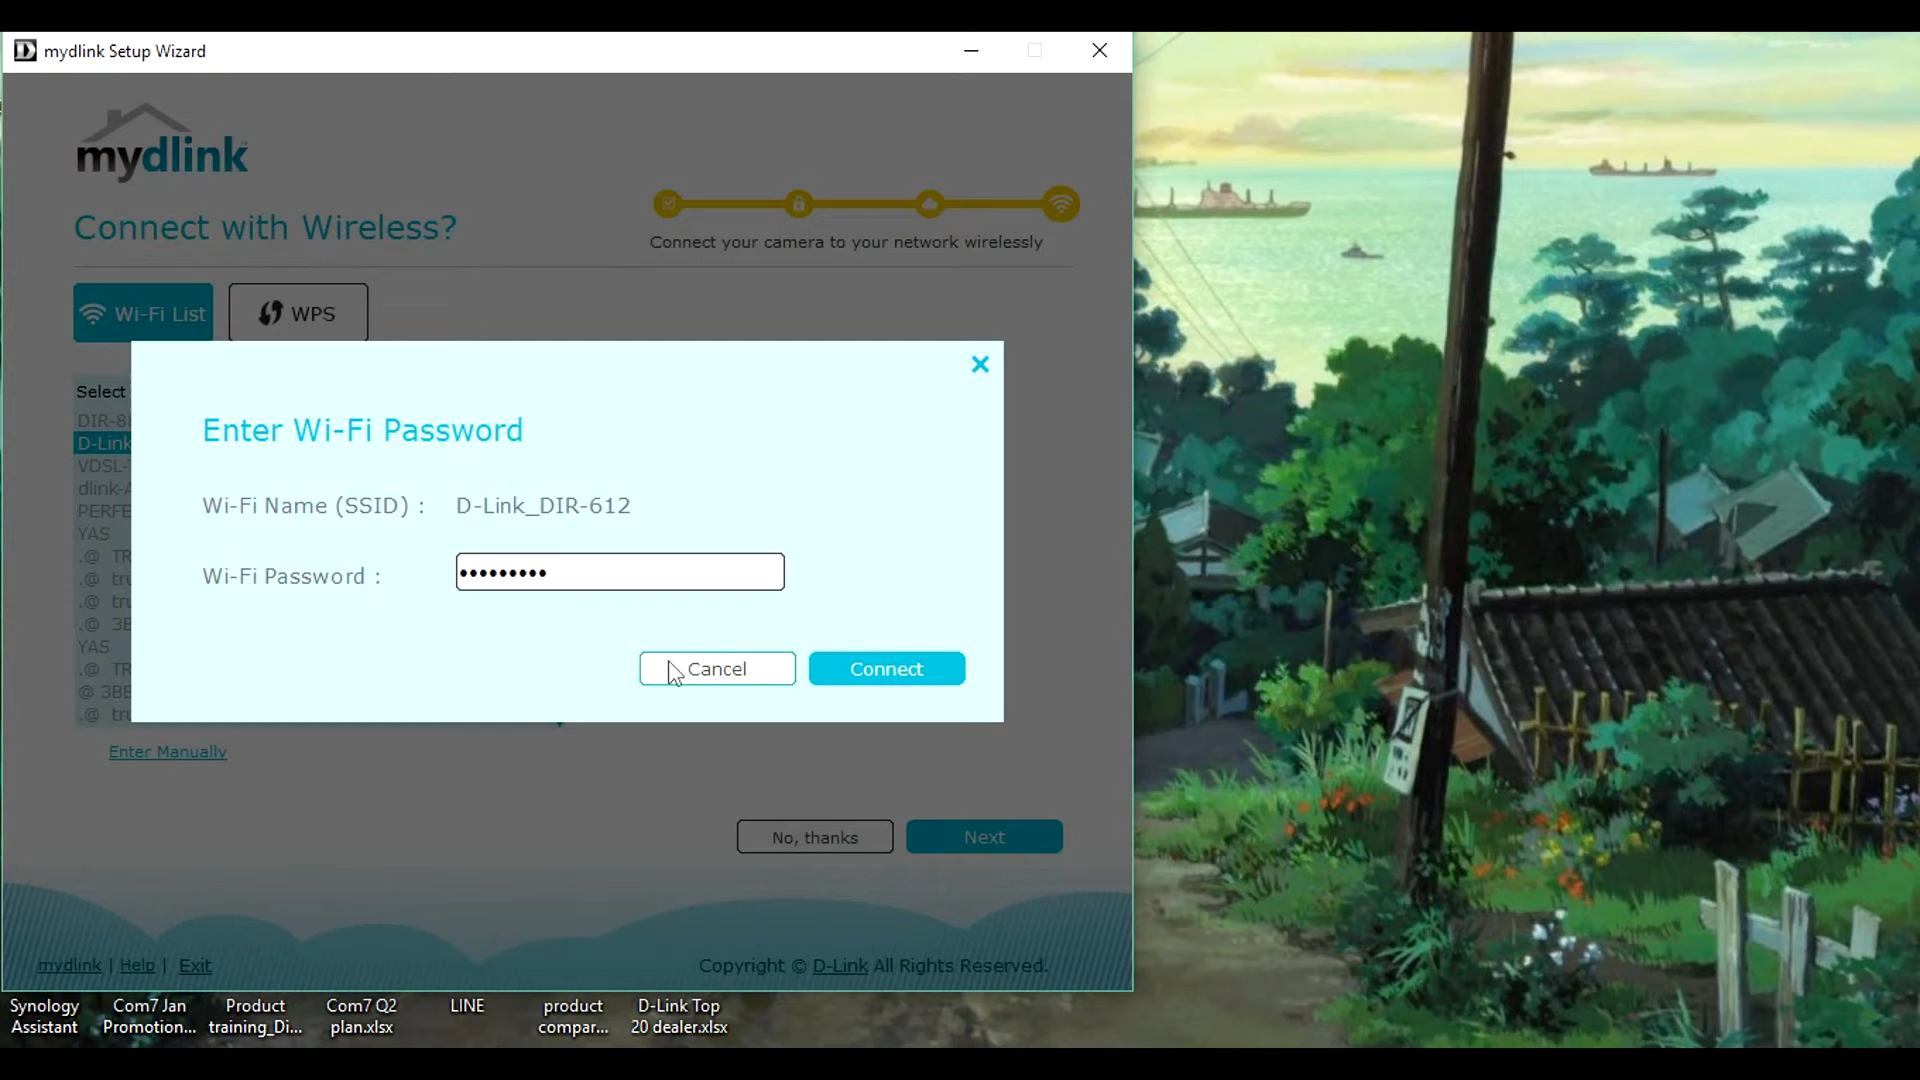 mydlink Setup Wizard
mydlink
Connect with Wireless?
Connect your camera to your network wirelessly
Wi-Fi List
WPS
Select
D-Link
YAS
YAS
Enter Wi-Fi Password
Wi-Fi Name (SSID) : D-Link_DIR-612
Wi-Fi Password : •••••••••
Cancel
Connect
Enter Manually
No, thanks
Next
mydlink | Help | Exit
Copyright © D-Link All Rights Reserved.
Synology
Assistant
Com7 Jan
Promotion...
Product
training_Di...
Com7 Q2
plan.xlsx
LINE
product
compar...
D-Link Top
20 dealer.xlsx